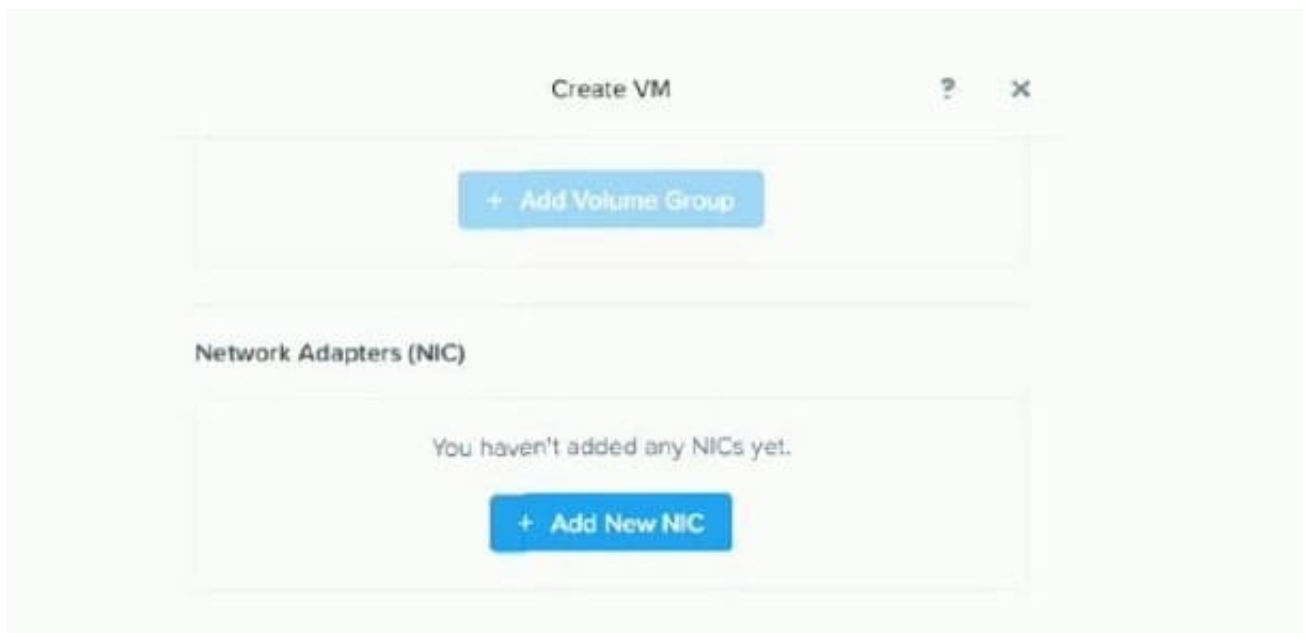 Create VM ? ×
+ Add Volume Group
Network Adapters (NIC)
You haven't added any NICs yet.
+ Add New NIC